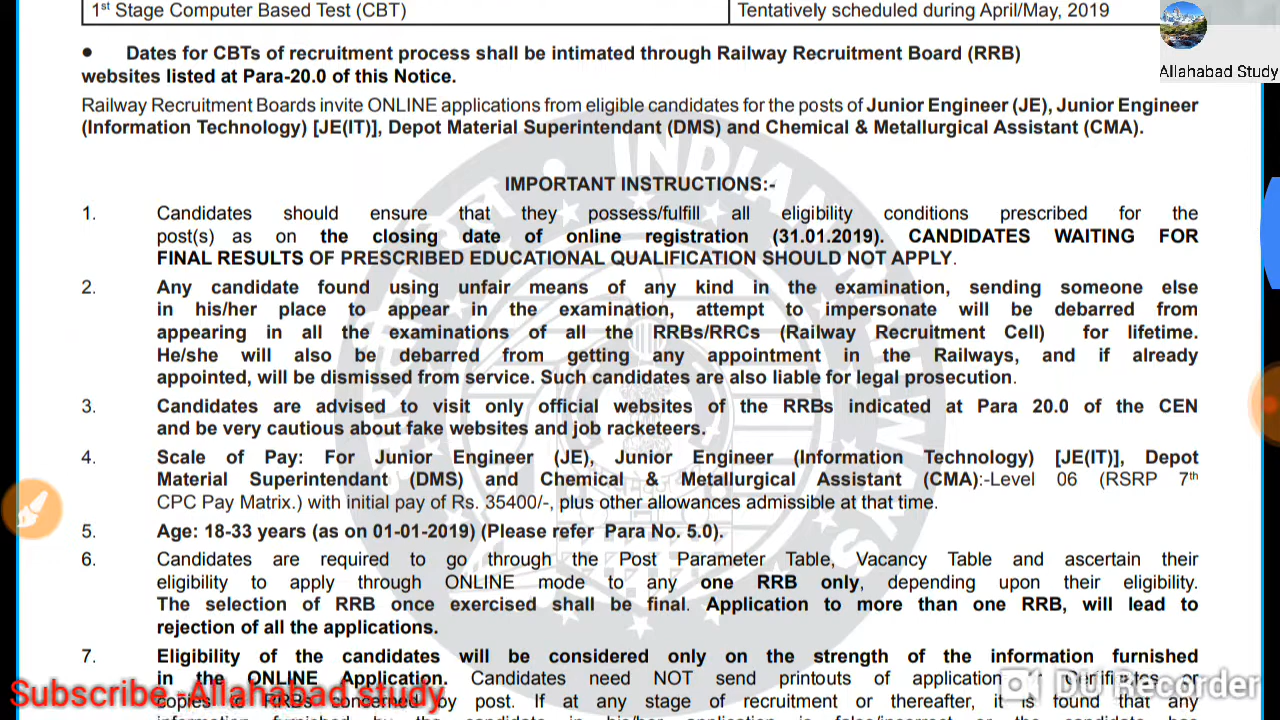 1st Stage Computer Based Test (CBT) Tentatively scheduled during April/May, 2019
Allahabad Study
• Dates for CBTs of recruitment process shall be intimated through Railway Recruitment Board (RRB)
websites listed at Para-20.0 of this Notice.
Railway Recruitment Boards invite ONLINE applications from eligible candidates for the posts of Junior Engineer (JE), Junior Engineer
(Information Technology) [JE(IT)], Depot Material Superintendant (DMS) and Chemical & Metallurgical Assistant (CMA).
INDIAN RAILWAYS
IMPORTANT INSTRUCTIONS:-
1. Candidates should ensure that they possess/fulfill all eligibility conditions prescribed for the
post(s) as on the closing date of online registration (31.01.2019). CANDIDATES WAITING FOR
FINAL RESULTS OF PRESCRIBED EDUCATIONAL QUALIFICATION SHOULD NOT APPLY.
2. Any candidate found using unfair means of any kind in the examination, sending someone else
in his/her place to appear in the examination, attempt to impersonate will be debarred from
appearing in all the examinations of all the RRBs/RRCs (Railway Recruitment Cell) for lifetime.
He/she will also be debarred from getting any appointment in the Railways, and if already
appointed, will be dismissed from service. Such candidates are also liable for legal prosecution.
3. Candidates are advised to visit only official websites of the RRBs indicated at Para 20.0 of the CEN
and be very cautious about fake websites and job racketeers.
4. Scale of Pay: For Junior Engineer (JE), Junior Engineer (Information Technology) [JE(IT)], Depot
Material Superintendant (DMS) and Chemical & Metallurgical Assistant (CMA):-Level 06 (RSRP 7th
CPC Pay Matrix.) with initial pay of Rs. 35400/-, plus other allowances admissible at that time.
5. Age: 18-33 years (as on 01-01-2019) (Please refer Para No. 5.0).
6. Candidates are required to go through the Post Parameter Table, Vacancy Table and ascertain their
eligibility to apply through ONLINE mode to any one RRB only, depending upon their eligibility.
The selection of RRB once exercised shall be final. Application to more than one RRB, will lead to
rejection of all the applications.
7. Eligibility of the candidates will be considered only on the strength of the information furnished
in the ONLINE Application. Candidates need NOT send printouts of application or certificates or
copies to RRBs concerned by post. If at any stage of recruitment or thereafter, it is found that any
Subscribe -Allahabad study
DU Recorder